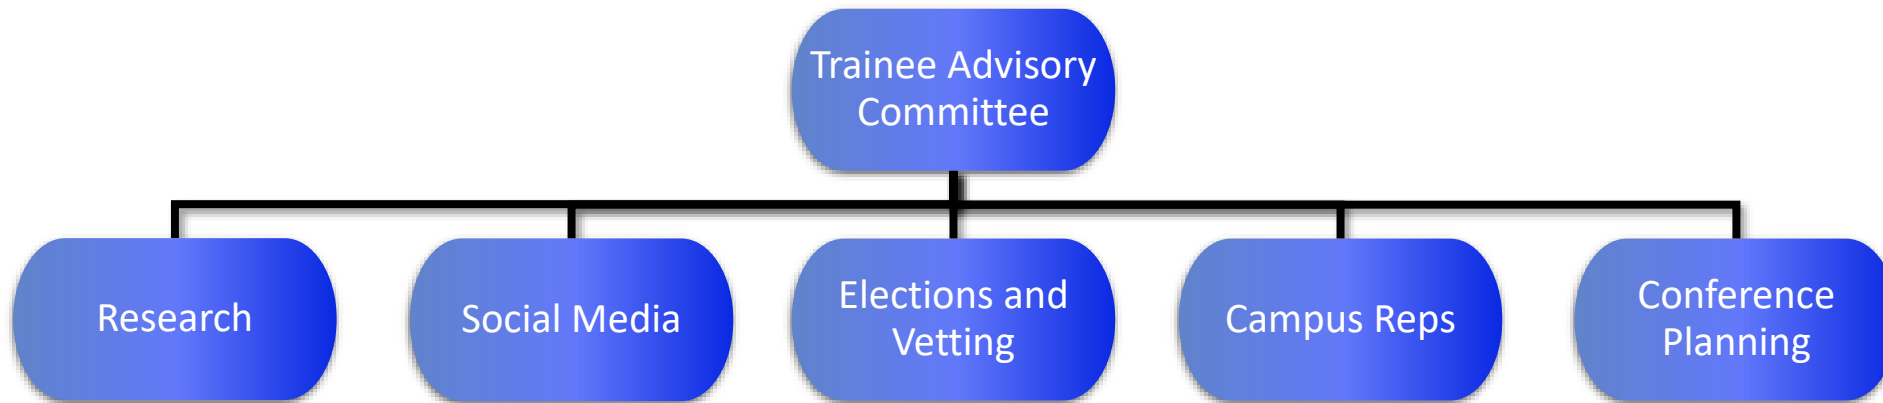 Trainee Advisory
Committee
Research
Social Media
Elections and
Vetting
Campus Reps
Conference
Planning